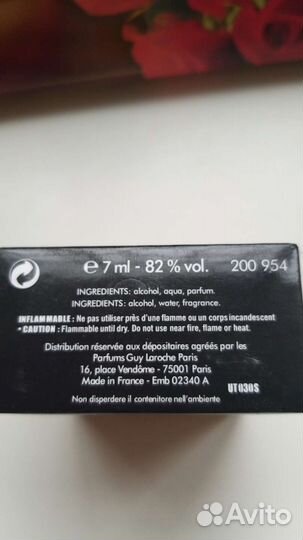 ℮ 7 ml - 82 % vol. 200 954
INGREDIENTS: alcohol, aqua, parfum.
INGREDIENTS: alcohol, water, fragrance.
INFLAMMABLE : Ne pas utiliser près d'une flamme ou un corps incandescent
• CAUTION : Flammable until dry. Do not use near fire, flame or heat.
Distribution réservée aux dépositaires agréés par les
Parfums Guy Laroche Paris
16, place Vendôme - 75001 Paris
Made in France - Emb 02340 A
UT030S
Non disperdere il contenitore nell'ambiente
Avito